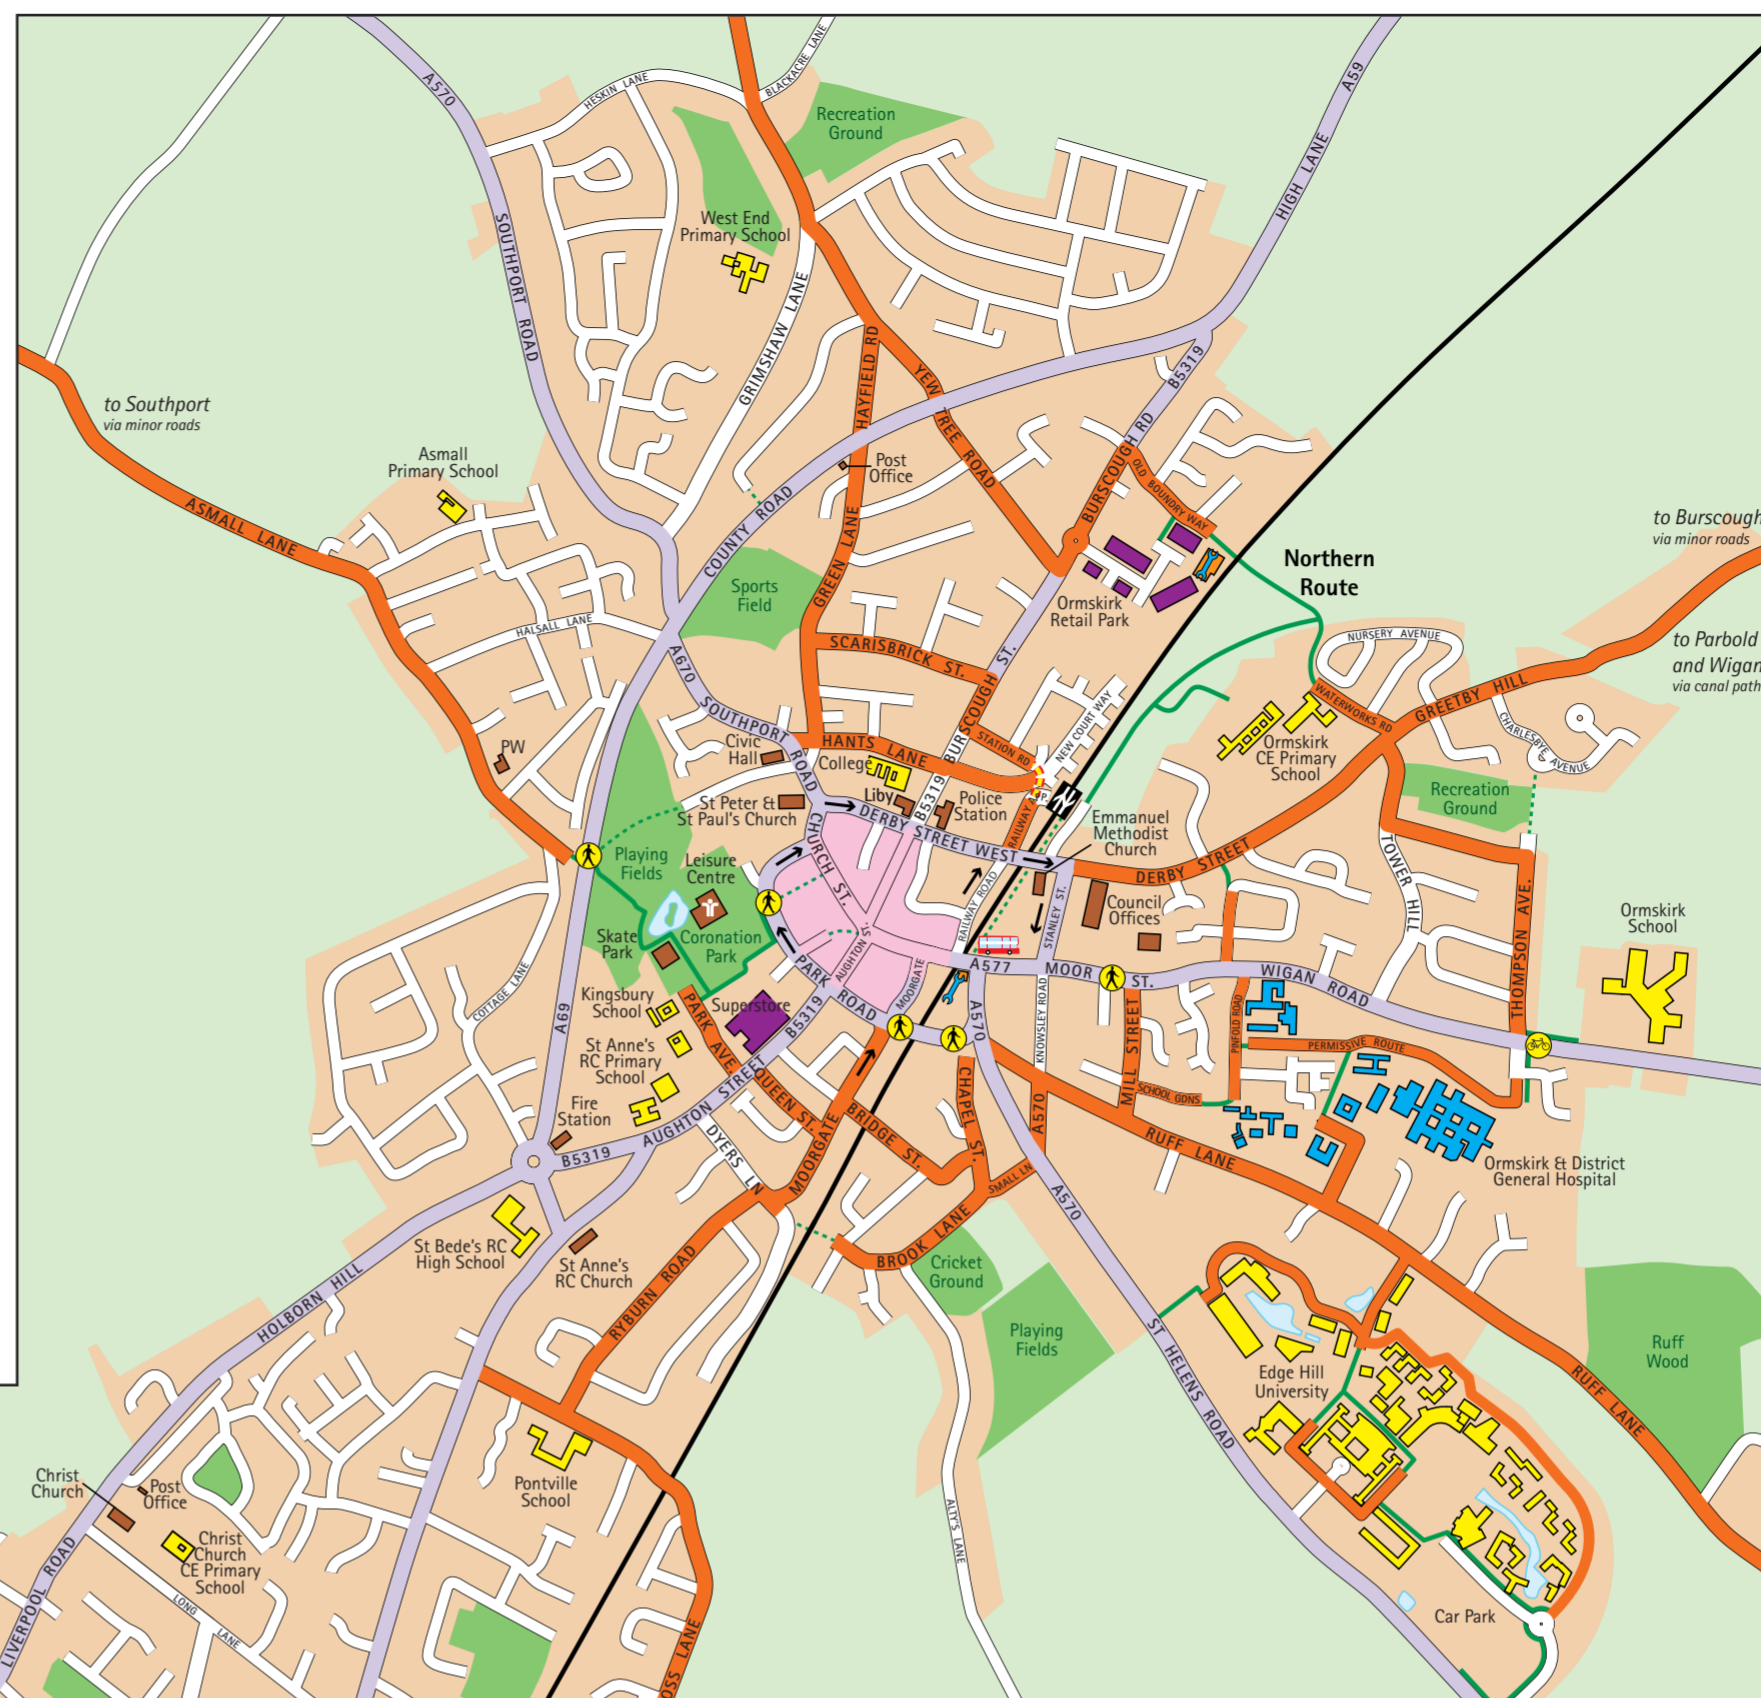 A570
HESKIN LANE
BLACKACRE LANE
A59
Recreation
Ground
HIGH LANE
West End
Primary School
SOUTHPORT ROAD
GRIMSHAW LANE
HAYFIELD RD
YEW TREE ROAD
B5319
to Southport
via minor roads
Asmall
Primary School
ASMALL LANE
Post
Office
COUNTY ROAD
BURSCOUGH RD
OLD BOUNDRY WAY
to Burscough
via minor roads
Northern
Route
GREEN LANE
Sports
Field
Ormskirk
Retail Park
HALSALL LANE
NURSERY AVENUE
to Parbold
and Wigan
via canal path
SCARISBRICK ST.
A670
SOUTHPORT ROAD
BURSCOUGH ST.
NEW COURT WAY
WATERWORKS RD
GREETBY HILL
CHARLESBYE AVENUE
Ormskirk
CE Primary
School
PW
Civic
Hall
HANTS LANE
STATION RD
College
Liby
B5319
Police
Station
P.
RAILWAY
St Peter &
St Paul's Church
Recreation
Ground
Emmanuel
Methodist
Church
DERBY STREET WEST
CHURCH ST.
DERBY STREET
TOWER HILL
Playing
Fields
Leisure
Centre
RAILWAY ROAD
STANLEY ST.
Council
Offices
THOMPSON AVE.
Ormskirk
School
Skate
Park
Coronation
Park
AUGHTON ST.
PARK ROAD
MOORGATE
A577
MOOR ST.
WIGAN ROAD
COTTAGE LANE
A69
Kingsbury
School
Superstore
B5319
PARK AVE.
A570
KNOWSLEY ROAD
MILL STREET
PINFOLD ROAD
PERMISSIVE ROUTE
St Anne's
RC Primary
School
SCHOOL GDNS
Fire
Station
AUGHTON STREET
QUEEN ST.
CHAPEL ST.
A570
B5319
DYERS LN
MOORGATE
BRIDGE ST.
RUFF LANE
Ormskirk & District
General Hospital
SMALL LN
A570
BROOK LANE
St Bede's RC
High School
St Anne's
RC Church
Cricket
Ground
HOLBORN HILL
RYBURN ROAD
Playing
Fields
ST HELENS ROAD
Edge Hill
University
Ruff
Wood
RUFF LANE
Christ
Church
Post
Office
Pontville
School
Christ
Church
CE Primary
School
ALTY'S LANE
LIVERPOOL ROAD
LONG LANE
OSS LANE
Car Park